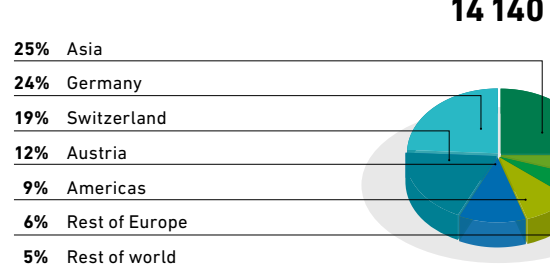 14 140
25% Asia
24% Germany
19% Switzerland
12% Austria
9% Americas
6% Rest of Europe
5% Rest of world